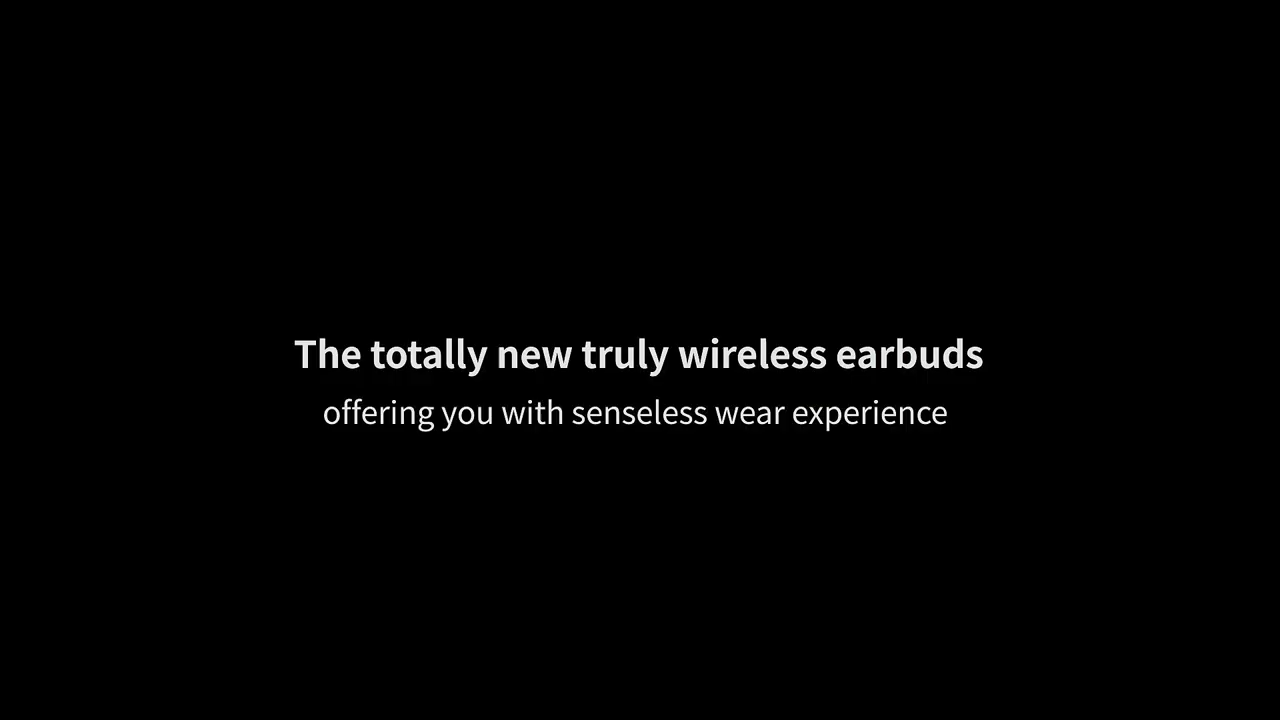 The totally new truly wireless earbuds
offering you with senseless wear experience